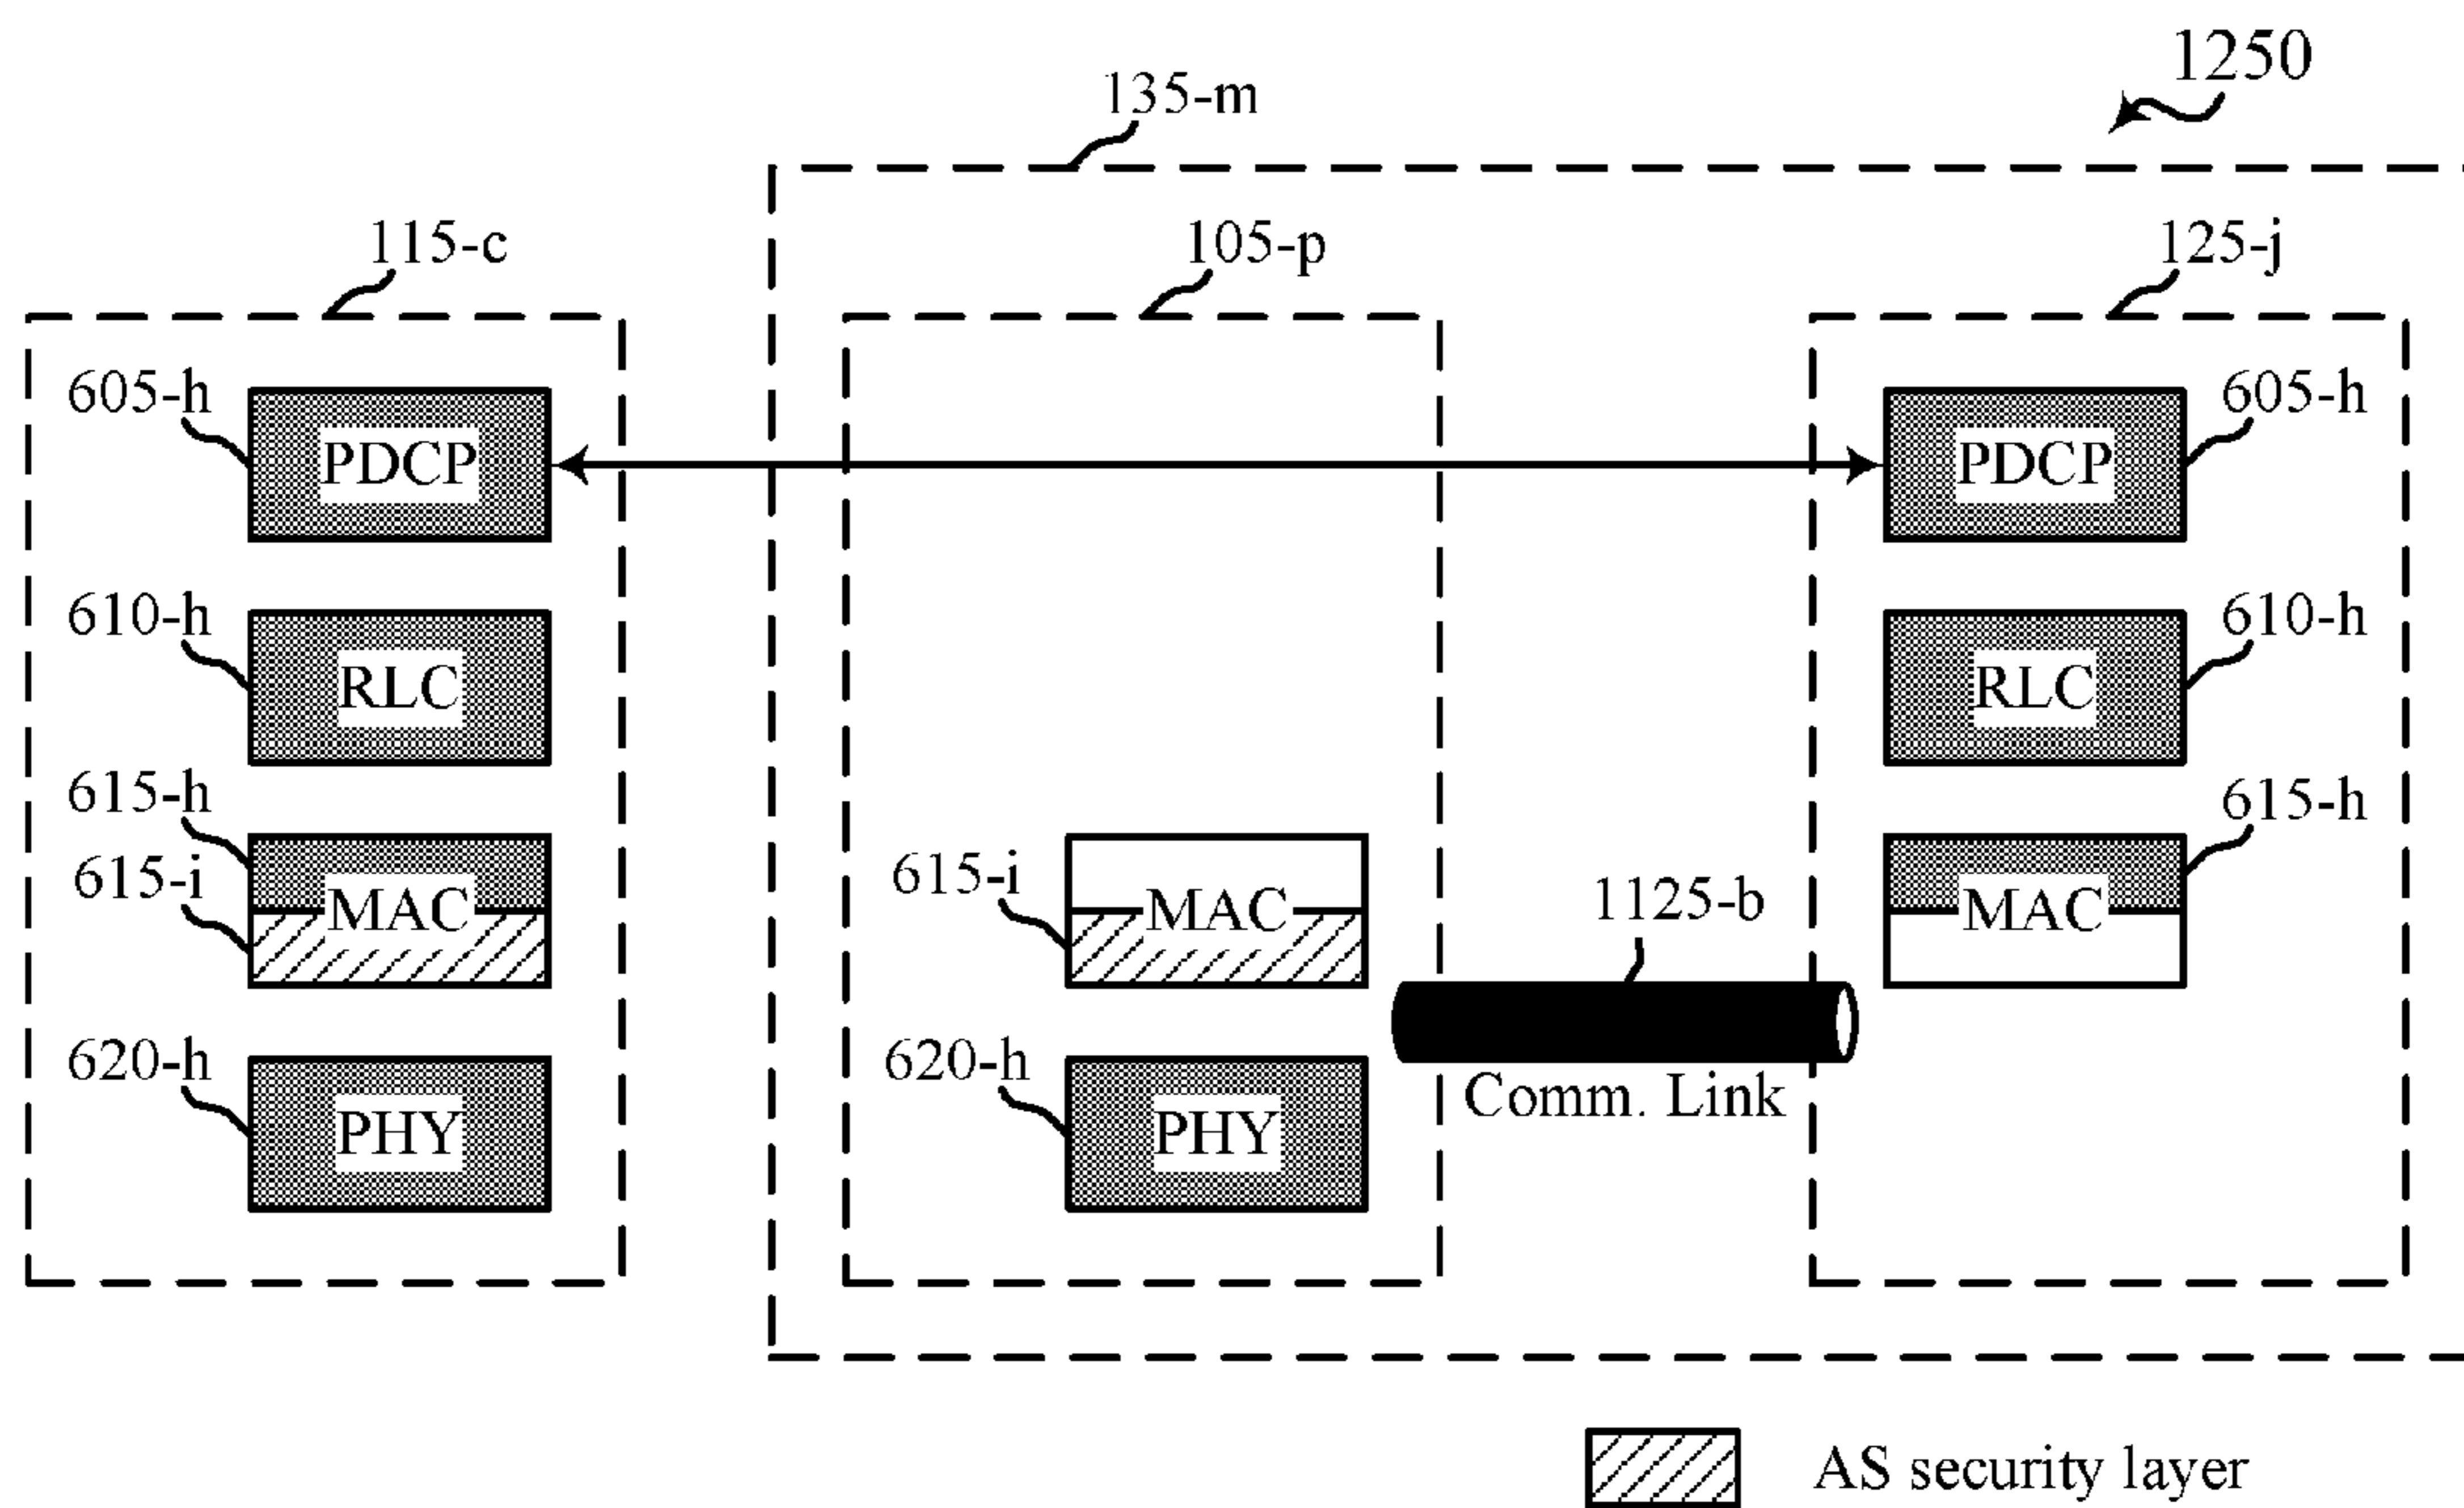 1250
135-m
115-c
105-p
125-j
605-h
PDCP
PDCP
605-h
610-h
RLC
RLC
610-h
615-h
615-i
MAC
615-i
MAC
1125-b
MAC
615-h
620-h
PHY
620-h
PHY
Comm. Link
AS security layer